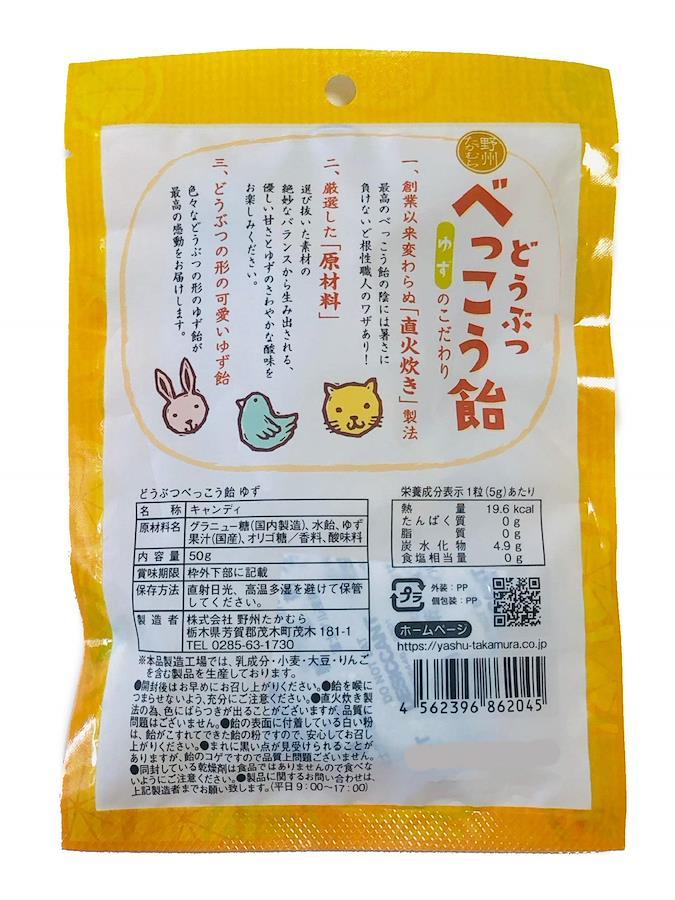 野州
たかむら
どうぶつ
べっこう飴
ゆずのこだわり
一、創業以来変わらぬ「直火炊き」製法
最高のべっこう飴の陰には暑さに
負けないど根性職人のワザあり！
二、厳選した「原材料」
選び抜いた素材の
絶妙なバランスから生み出される、
優しい甘さとゆずのさわやかな酸味を
お楽しみください。
三、どうぶつの形の可愛いゆず飴
色々などうぶつの形のゆず飴が
最高の感動をお届けします。
どうぶつべっこう飴 ゆず
名称 キャンディ
原材料名 グラニュー糖（国内製造）、水飴、ゆず
果汁（国産）、オリゴ糖／香料、酸味料
内容量 50g
賞味期限 枠外下部に記載
保存方法 直射日光、高温多湿を避けて保管
してください。
製造者 株式会社 野州たかむら
栃木県芳賀郡茂木町茂木 181-1
TEL 0285-63-1730
※本品製造工場では、乳成分・小麦・大豆・りんご
を含む製品を生産しております。
●開封後はお早めにお召し上がりください。●飴を喉に
つまらせないよう、充分にご注意ください。●直火炊き製
法の為、色にばらつきが出ることがございますが、品質に
問題はございません。●飴の表面に付着している白い粉
は、飴がこすれてできた飴の粉ですので、安心してお召し
上がりください。●まれに黒い点が見受けられることが
ありますが、飴のコゲですので品質上問題ございません。
●同封している乾燥剤は食品ではありませんので食べな
いようにご注意ください。●製品に関するお問い合わせは、
上記製造者までお願い致します。（平日 9：00〜17：00）
栄養成分表示 1粒（5g）あたり
熱量 19.6 kcal
たんぱく質 0 g
脂質 0 g
炭水化物 4.9 g
食塩相当量 0 g
プラ
外装：PP
個包装：PP
ホームページ
https://yashu-takamura.co.jp
4 562396 862045